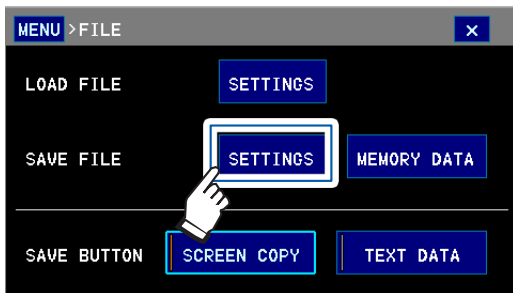 MENU >FILE ×
LOAD FILE SETTINGS
SAVE FILE SETTINGS MEMORY DATA
SAVE BUTTON SCREEN COPY TEXT DATA